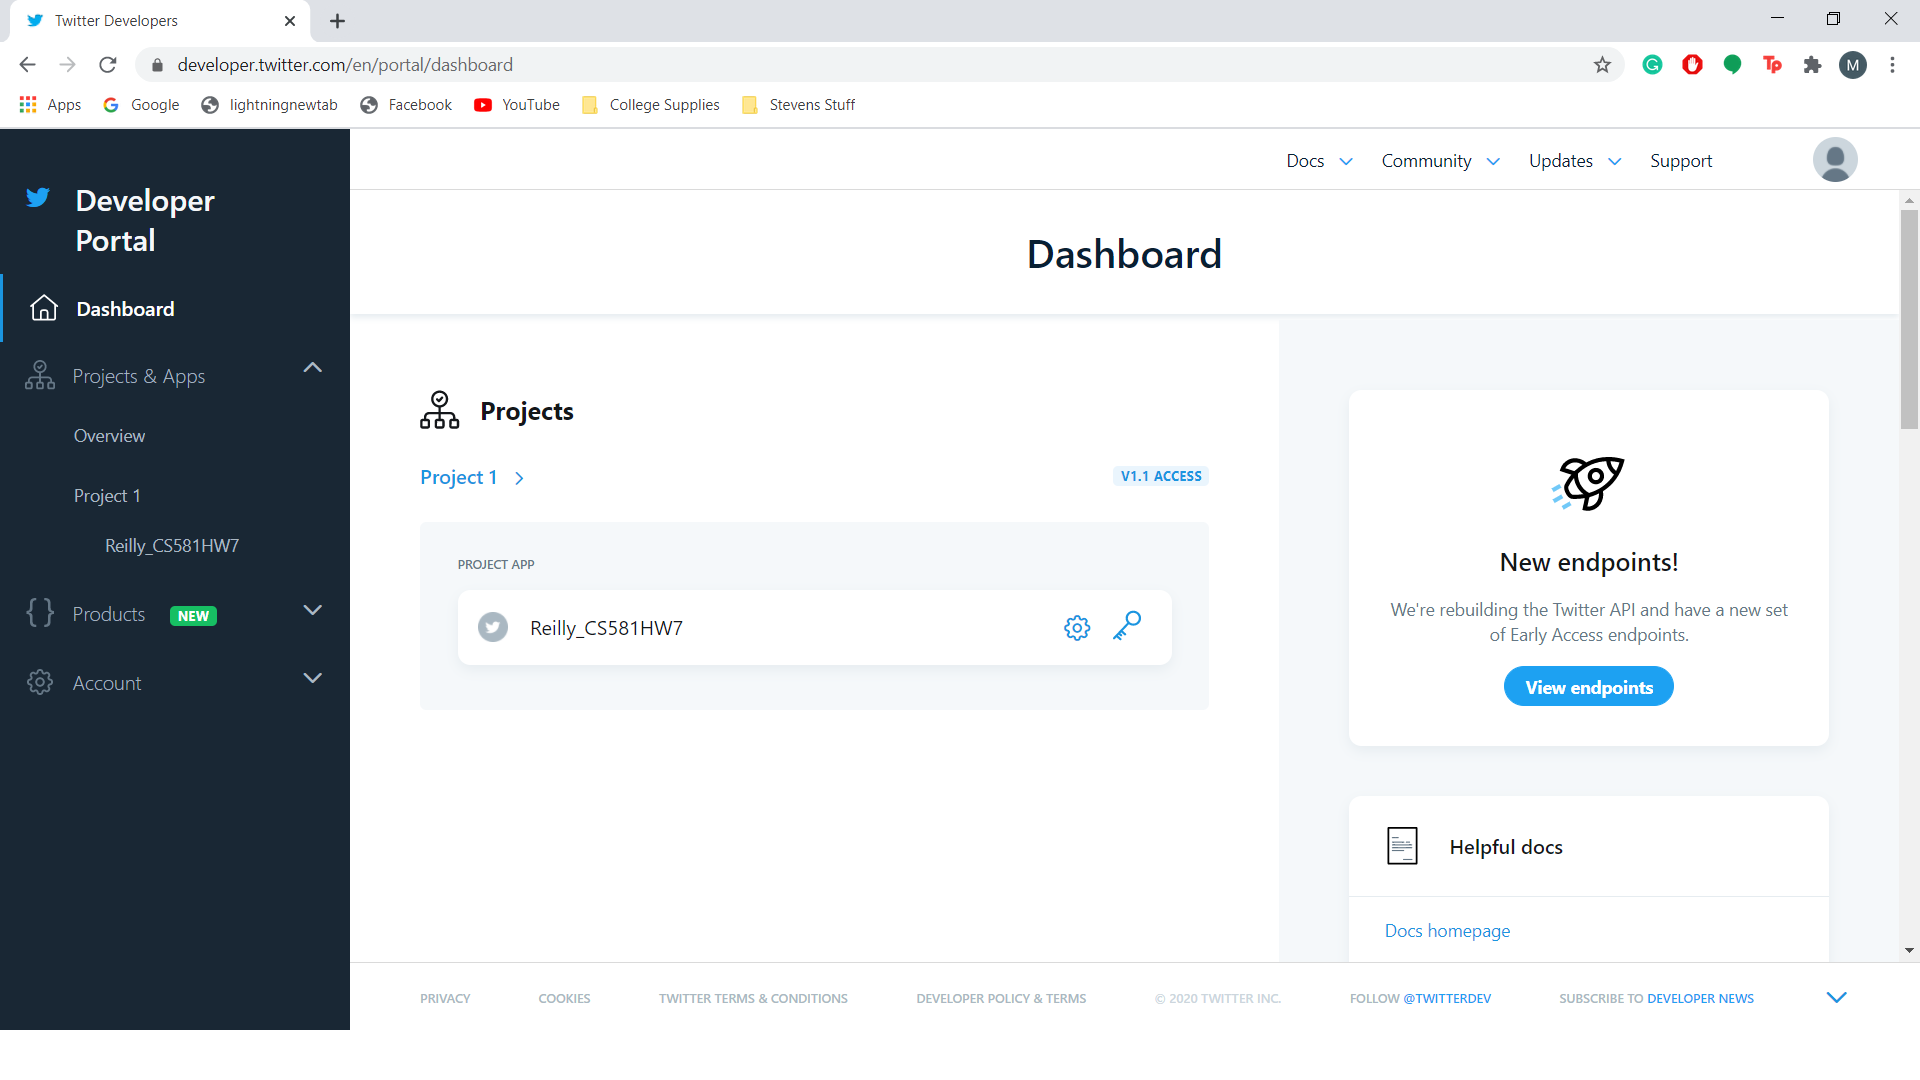 Twitter Developers
developer.twitter.com/en/portal/dashboard
M
Apps Google lightningnewtab Facebook YouTube College Supplies Stevens Stuff
Developer
Portal
Dashboard
Projects & Apps
Overview
Project 1
Reilly_CS581HW7
Products NEW
Account
Docs Community Updates Support
Dashboard
Projects
Project 1 V1.1 ACCESS
PROJECT APP
Reilly_CS581HW7
New endpoints!
We're rebuilding the Twitter API and have a new set
of Early Access endpoints.
View endpoints
Helpful docs
Docs homepage
PRIVACY COOKIES TWITTER TERMS & CONDITIONS DEVELOPER POLICY & TERMS © 2020 TWITTER INC. FOLLOW @TWITTERDEV SUBSCRIBE TO DEVELOPER NEWS